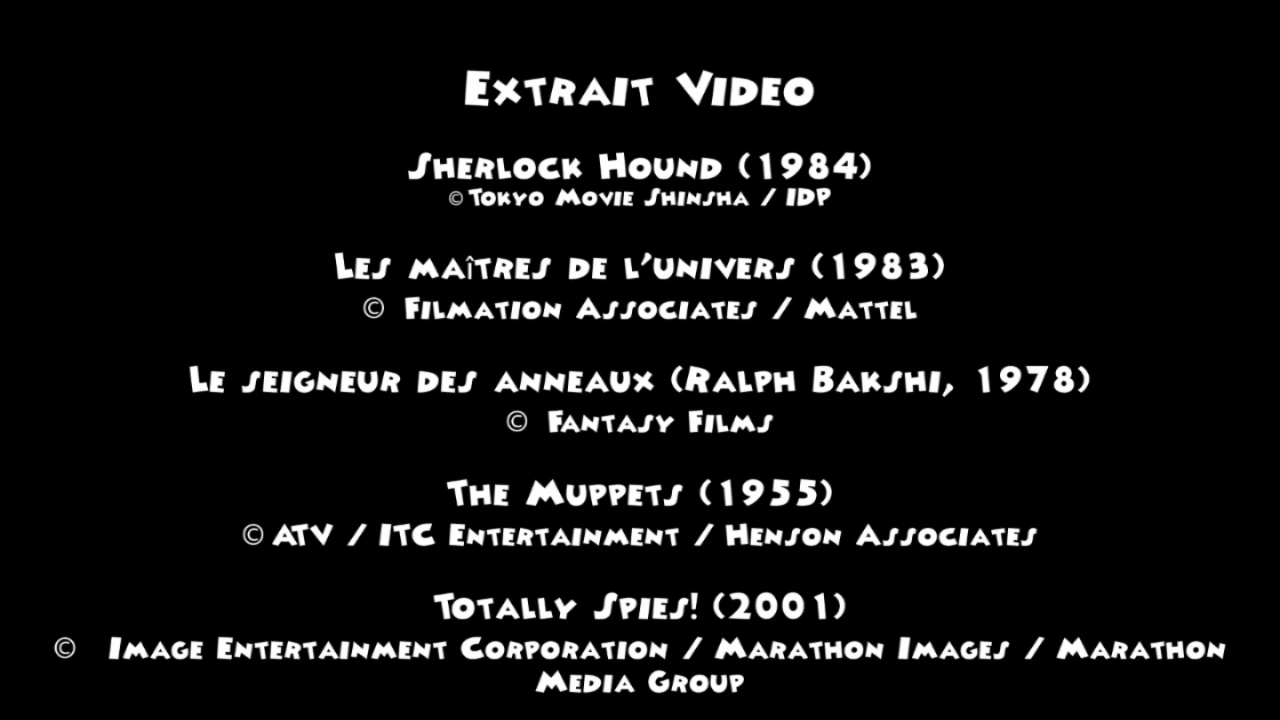 Extrait Video
Sherlock Hound (1984)
© Tokyo Movie Shinsha / IDP
Les maîtres de l'univers (1983)
© Filmation Associates / Mattel
Le seigneur des anneaux (Ralph Bakshi, 1978)
© Fantasy Films
The Muppets (1955)
© ATV / ITC Entertainment / Henson Associates
Totally Spies! (2001)
© Image Entertainment Corporation / Marathon Images / Marathon
Media Group